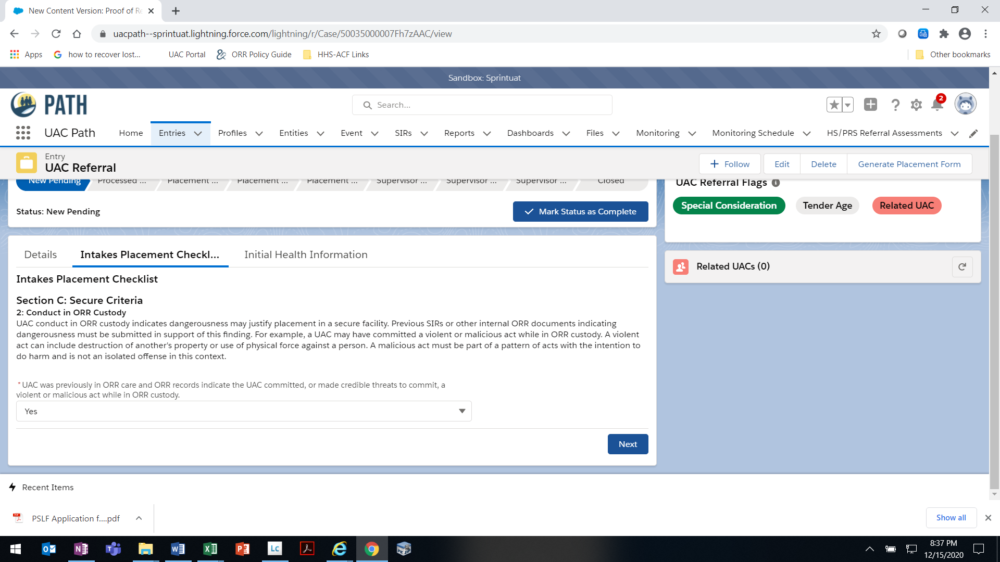 New Content Version: Proof of Re
uacpath--sprintuat.lightning.force.com/lightning/r/Case/50035000007Fh7zAAC/view
Apps
how to recover lost...
UAC Portal
ORR Policy Guide
HHS-ACF Links
Other bookmarks
Sandbox: Sprintuat
PATH
Search...
2
UAC Path
Home
Entries
Profiles
Entities
Event
SIRs
Reports
Dashboards
Files
Monitoring
Monitoring Schedule
HS/PRS Referral Assessments
Entry
UAC Referral
Follow
Edit
Delete
Generate Placement Form
New Pending
Processed ...
Placement ...
Placement ...
Placement ...
Supervisor ...
Supervisor ...
Supervisor ...
Closed
Status: New Pending
Mark Status as Complete
UAC Referral Flags
Special Consideration
Tender Age
Related UAC
Related UACs (0)
Details
Intakes Placement Checkl...
Initial Health Information
Intakes Placement Checklist
Section C: Secure Criteria
2: Conduct in ORR Custody
UAC conduct in ORR custody indicates dangerousness may justify placement in a secure facility. Previous SIRs or other internal ORR documents indicating
dangerousness must be submitted in support of this finding. For example, a UAC may have committed a violent or malicious act while in ORR custody. A violent
act can include destruction of another's property or use of physical force against a person. A malicious act must be part of a pattern of acts with the intention to
do harm and is not an isolated offense in this context.
*UAC was previously in ORR care and ORR records indicate the UAC committed, or made credible threats to commit, a
violent or malicious act while in ORR custody.
Yes
Next
Recent Items
PSLF Application f....pdf
Show all
8:37 PM
12/15/2020